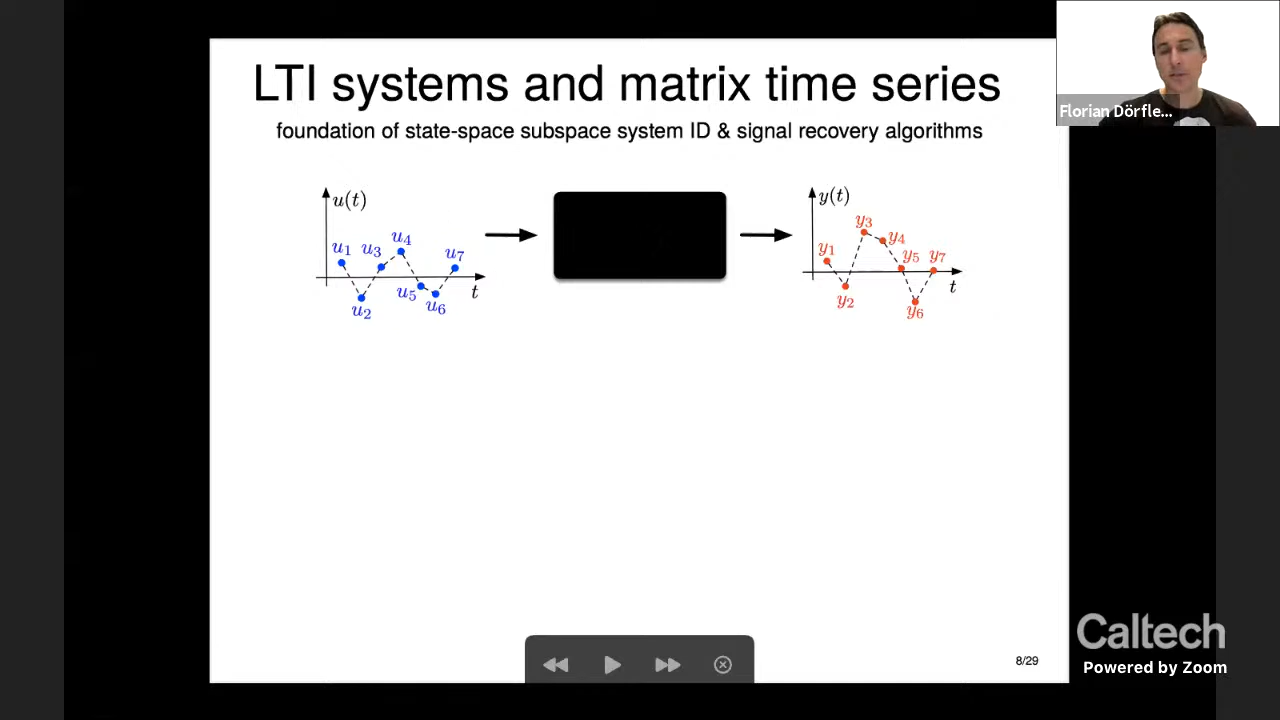 LTI systems and matrix time series
foundation of state-space subspace system ID & signal recovery algorithms
Florian Dörfle...
u(t)
u1 u3 u4 u7
u2 u5 u6
t
y(t)
y1 y3 y4 y5 y7
y2 y6
t
8/29
Caltech
Powered by Zoom